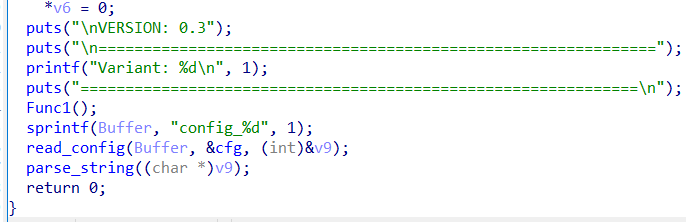 *v6 = 0;
puts("\nVERSION: 0.3");
puts("\n==============================================================");
printf("Variant: %d\n", 1);
puts("==============================================================\n");
Func1();
sprintf(Buffer, "config_%d", 1);
read_config(Buffer, &cfg, (int)&v9);
parse_string((char *)v9);
return 0;
}